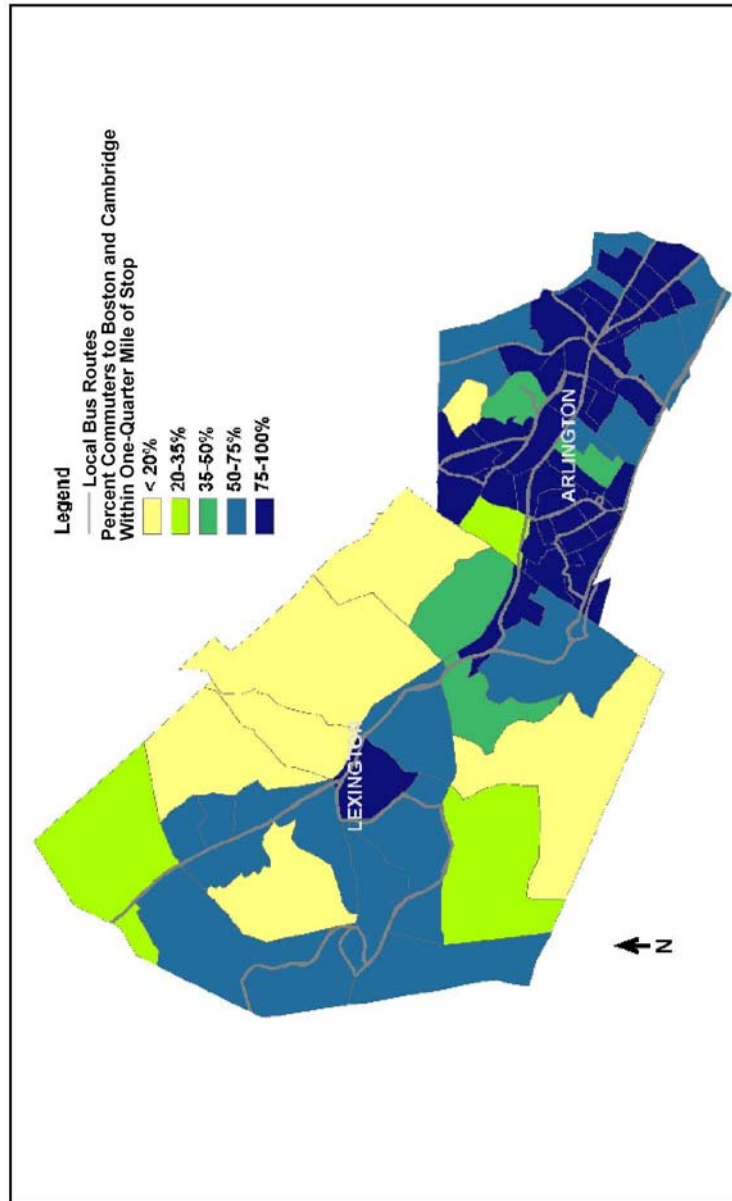 Legend
Local Bus Routes
Percent Commuters to Boston and Cambridge
Within One-Quarter Mile of Stop
< 20%
20-35%
35-50%
50-75%
75-100%
LEXINGTON
ARLINGTON
N